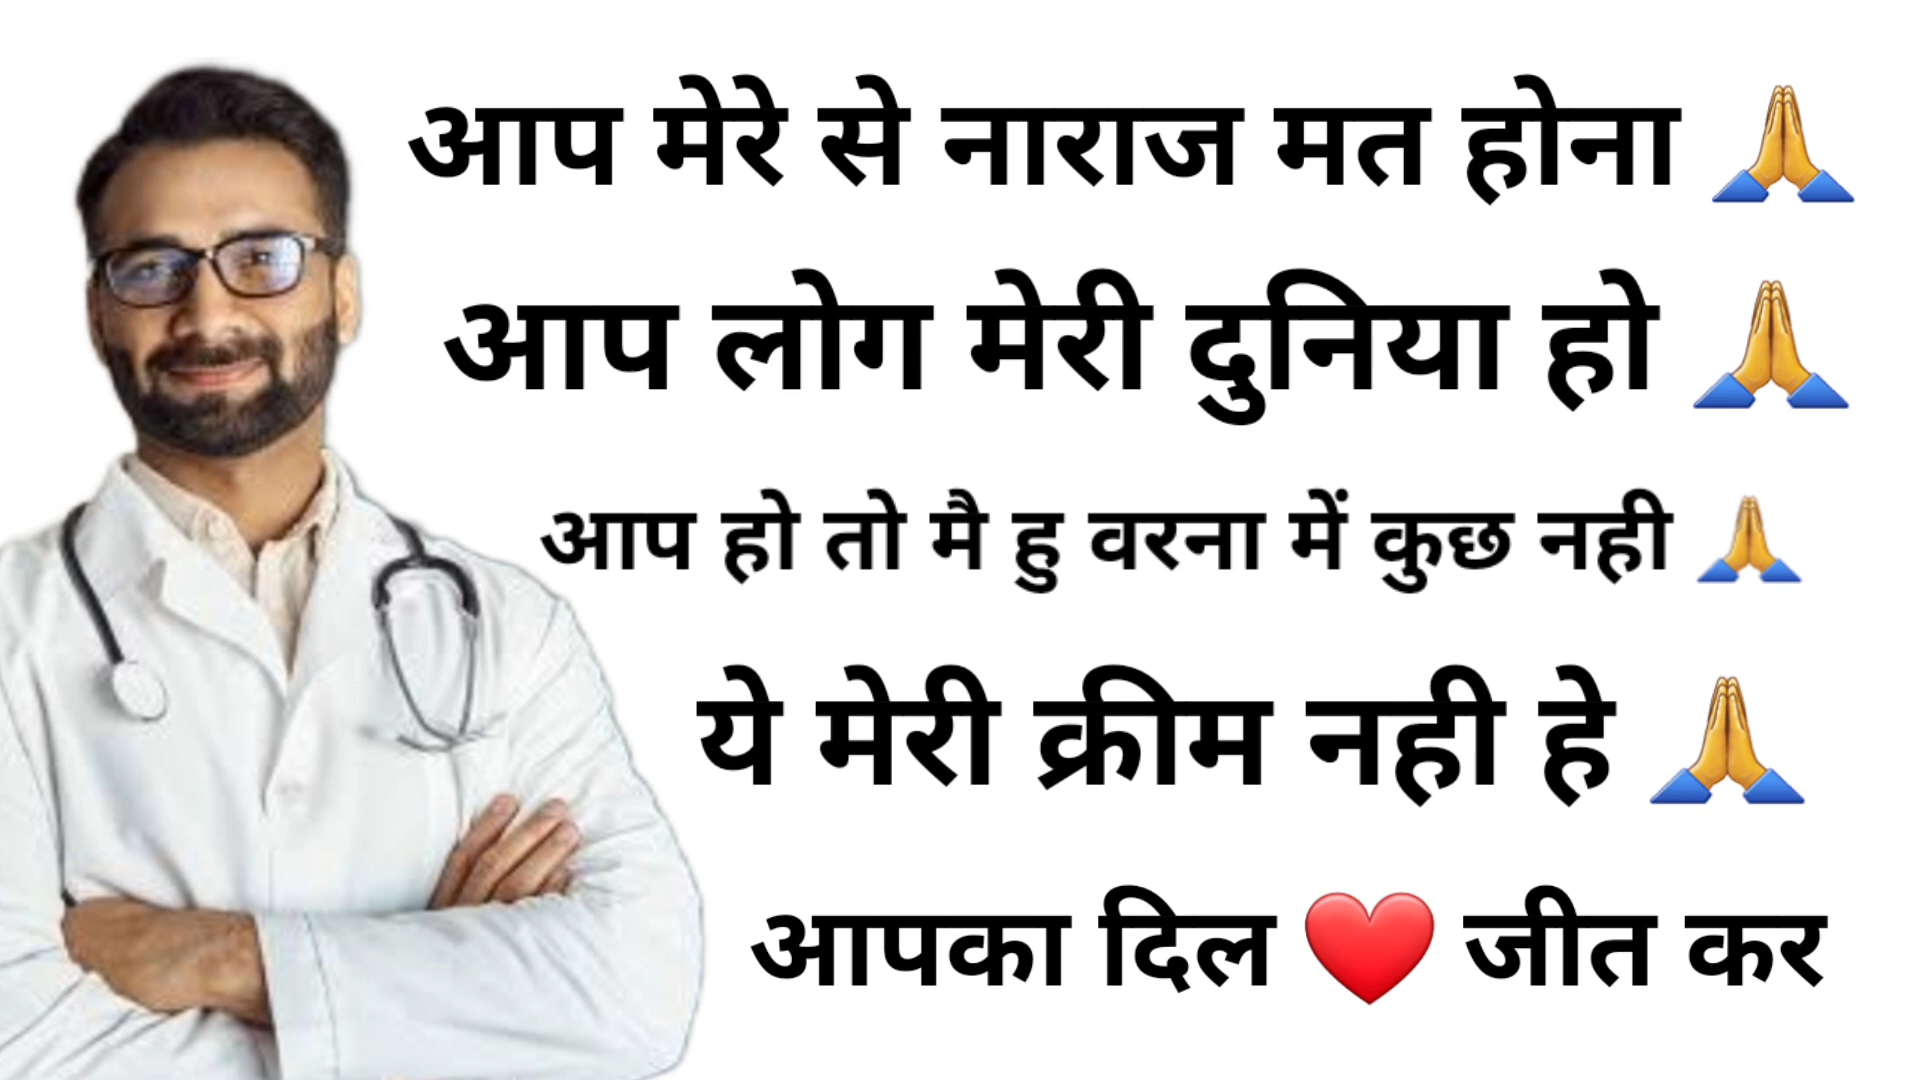 आप मेरे से नाराज मत होना 🙏
आप लोग मेरी दुनिया हो 🙏
आप हो तो मै हु वरना में कुछ नही 🙏
ये मेरी क्रीम नही हे 🙏
आपका दिल ❤️ जीत कर